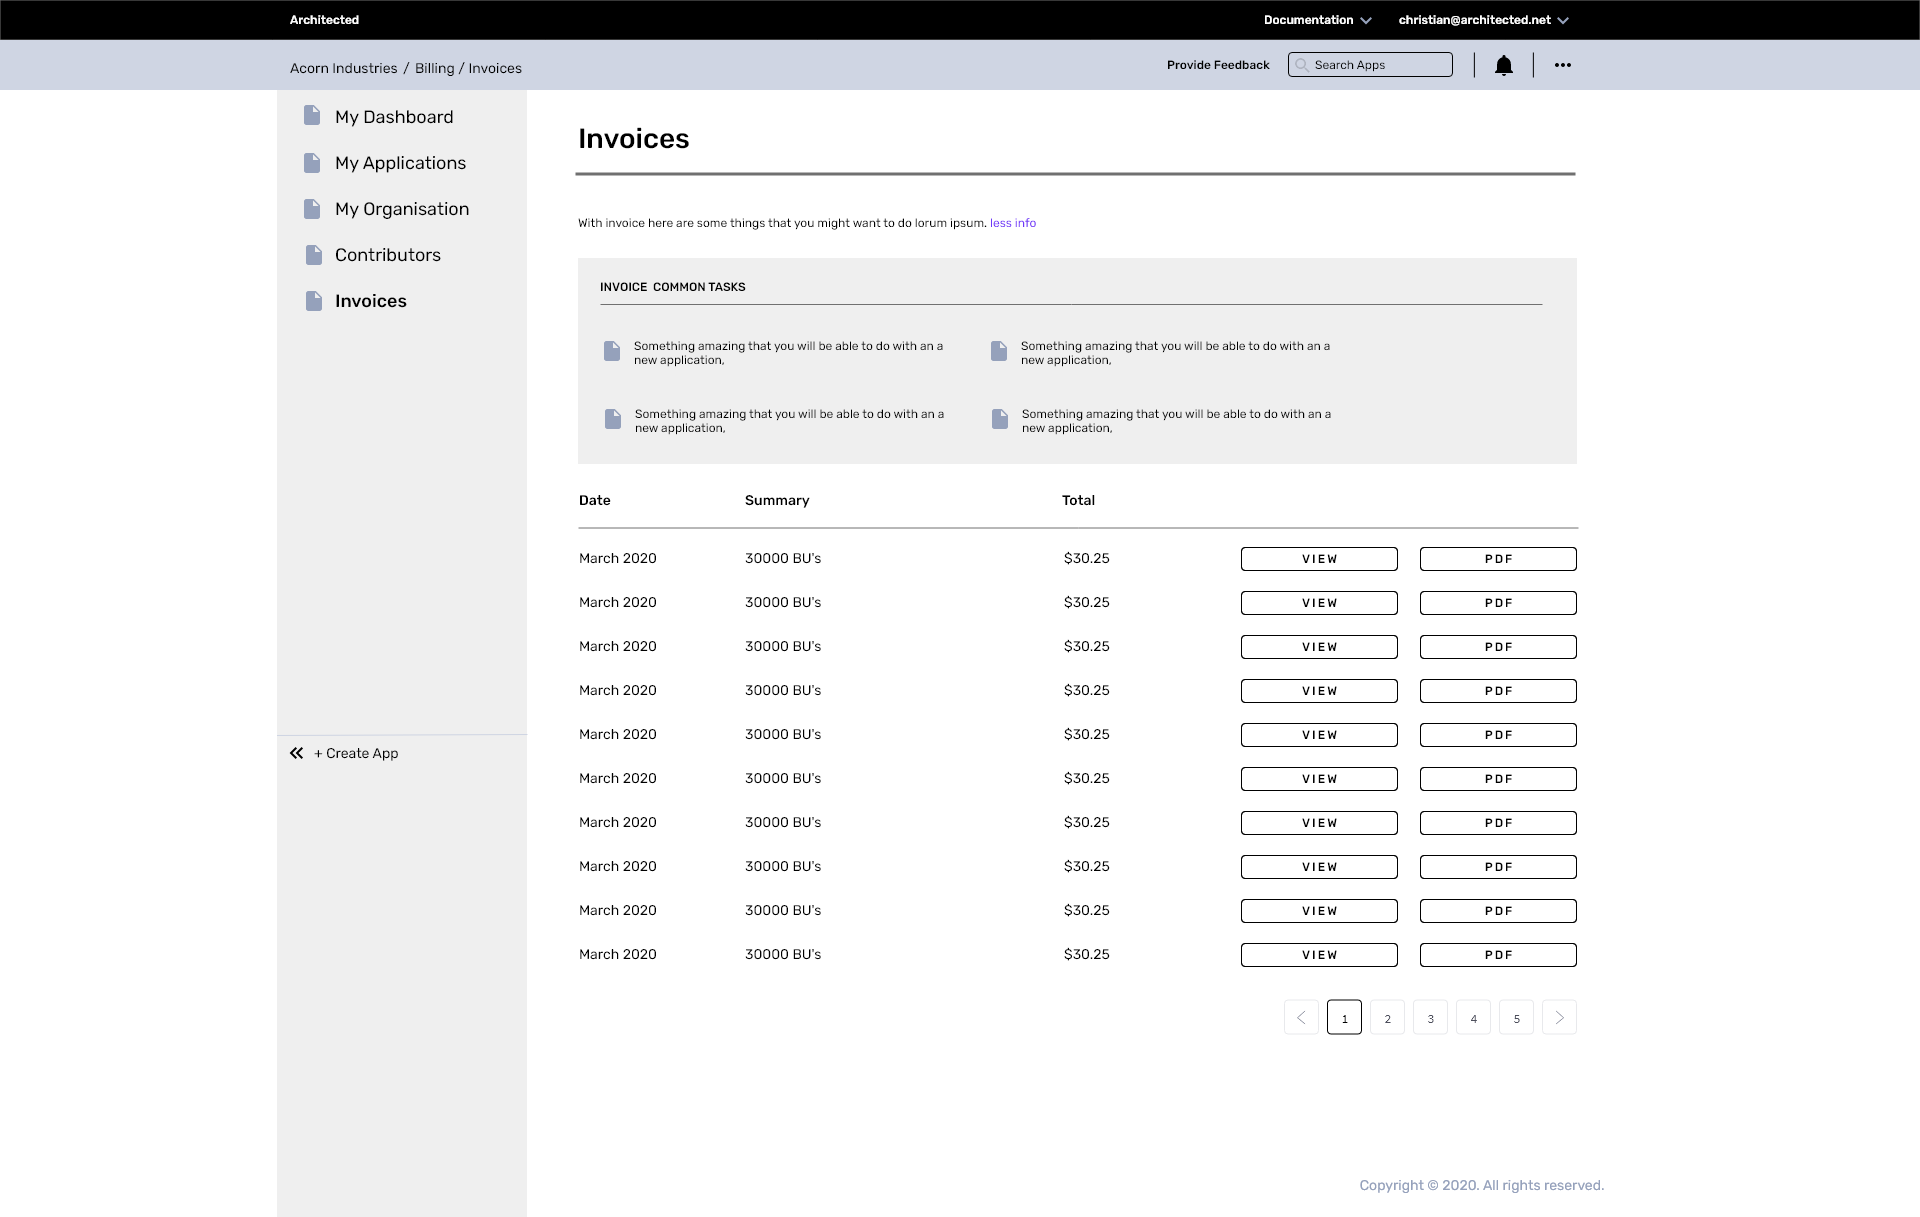 Architected
Documentation
christian@architected.net
Acorn Industries / Billing / Invoices
Provide Feedback
Search Apps
My Dashboard
My Applications
My Organisation
Contributors
Invoices
+ Create App
Invoices
With invoice here are some things that you might want to do lorum ipsum. less info
INVOICE COMMON TASKS
Something amazing that you will be able to do with an a
new application,
Something amazing that you will be able to do with an a
new application,
Something amazing that you will be able to do with an a
new application,
Something amazing that you will be able to do with an a
new application,
Date Summary Total
March 2020 30000 BU's $30.25 VIEW PDF
March 2020 30000 BU's $30.25 VIEW PDF
March 2020 30000 BU's $30.25 VIEW PDF
March 2020 30000 BU's $30.25 VIEW PDF
March 2020 30000 BU's $30.25 VIEW PDF
March 2020 30000 BU's $30.25 VIEW PDF
March 2020 30000 BU's $30.25 VIEW PDF
March 2020 30000 BU's $30.25 VIEW PDF
March 2020 30000 BU's $30.25 VIEW PDF
March 2020 30000 BU's $30.25 VIEW PDF
1 2 3 4 5
Copyright © 2020. All rights reserved.